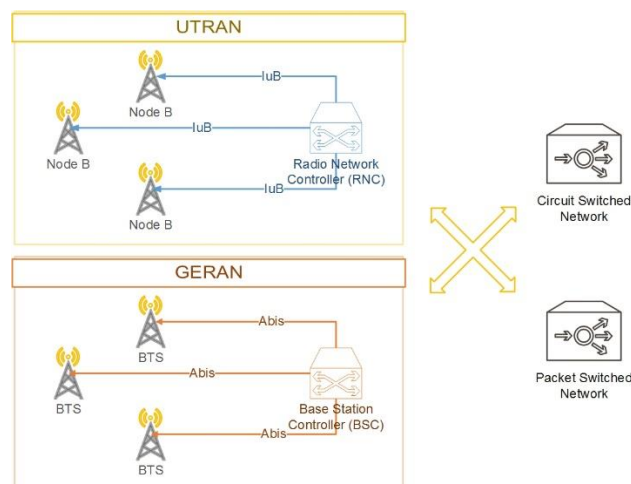 UTRAN
IuB
Node B
IuB
Node B
Radio Network
Controller (RNC)
IuB
Node B
Circuit Switched
Network
GERAN
Abis
BTS
Abis
BTS
Base Station
Controller (BSC)
Abis
BTS
Packet Switched
Network